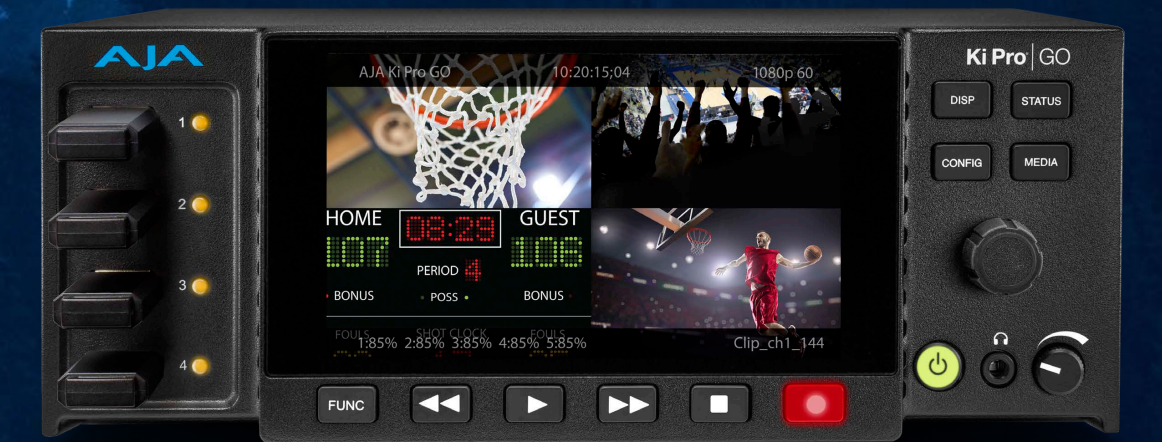 AJA
1
2
3
4
AJA Ki Pro GO 10:20:15;04 1080p 60
HOME 08:29 GUEST
107 108
PERIOD 4
BONUS POSS BONUS
FOULS SHOT CLOCK FOULS
1:85% 2:85% 3:85% 4:85% 5:85% Clip_ch1_144
Ki Pro | GO
DISP STATUS
CONFIG MEDIA
FUNC